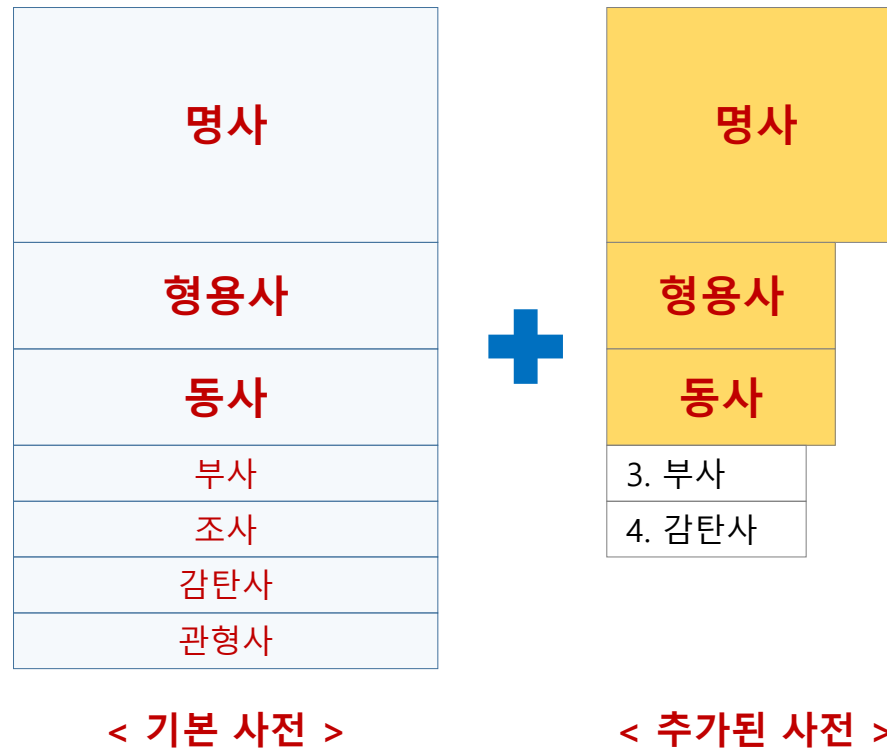 명사
형용사
동사
부사
조사
감탄사
관형사
< 기본 사전 >
명사
형용사
동사
3. 부사
4. 감탄사
< 추가된 사전 >